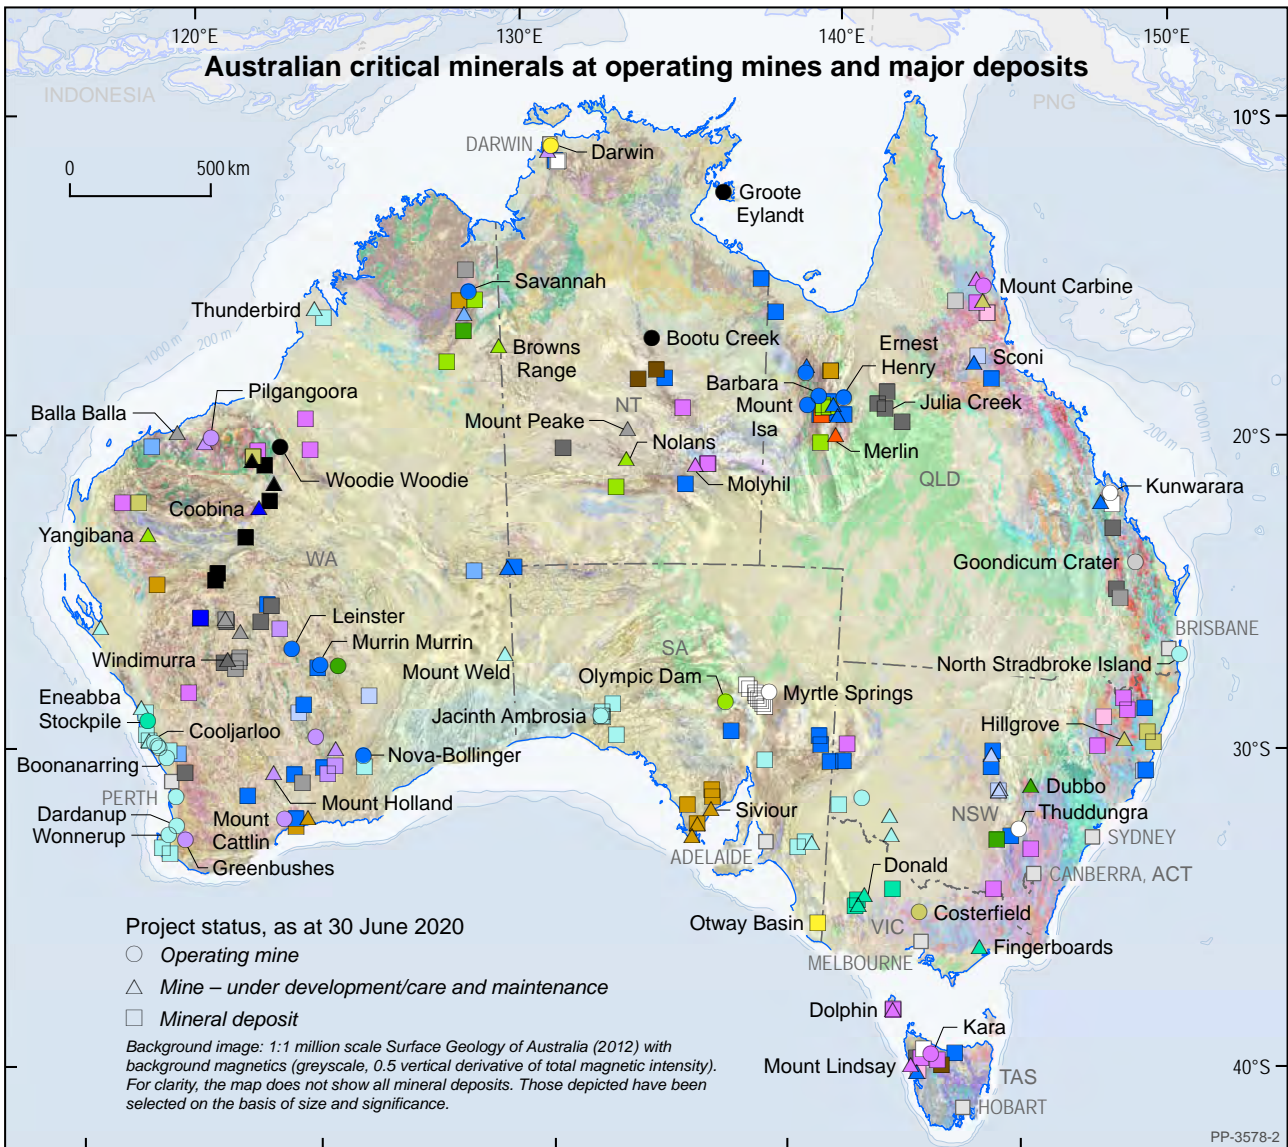 120°E
130°E
140°E
150°E
Australian critical minerals at operating mines and major deposits
INDONESIA
PNG
10°S
DARWIN
Darwin
0
500 km
Groote
Eylandt
Savannah
Mount Carbine
Thunderbird
1000 m
200 m
Bootu Creek
Browns
Range
Ernest
Henry
Sconi
Pilgangoora
Barbara
Balla Balla
NT
Mount
Isa
Julia Creek
Mount Peake
20°S
Nolans
Merlin
Woodie Woodie
Molyhil
QLD
Kunwarara
Coobina
Yangibana
WA
Goondicum Crater
Leinster
BRISBANE
Murrin Murrin
SA
Windimurra
Mount Weld
North Stradbroke Island
Olympic Dam
Myrtle Springs
Eneabba
Stockpile
Jacinth Ambrosia
Hillgrove
Cooljarloo
Nova-Bollinger
30°S
Boonanarring
PERTH
Mount Holland
Siviour
Dubbo
NSW
Dardanup
Mount
Cattlin
Thuddungra
Wonnerup
SYDNEY
ADELAIDE
Greenbushes
Donald
CANBERRA, ACT
Otway Basin
VIC
Costerfield
Project status, as at 30 June 2020
Operating mine
Fingerboards
MELBOURNE
Mine – under development/care and maintenance
Dolphin
Mineral deposit
Kara
Background image: 1:1 million scale Surface Geology of Australia (2012) with
background magnetics (greyscale, 0.5 vertical derivative of total magnetic intensity).
For clarity, the map does not show all mineral deposits. Those depicted have been
selected on the basis of size and significance.
Mount Lindsay
40°S
TAS
HOBART
PP-3578-2
1000 m
200 m